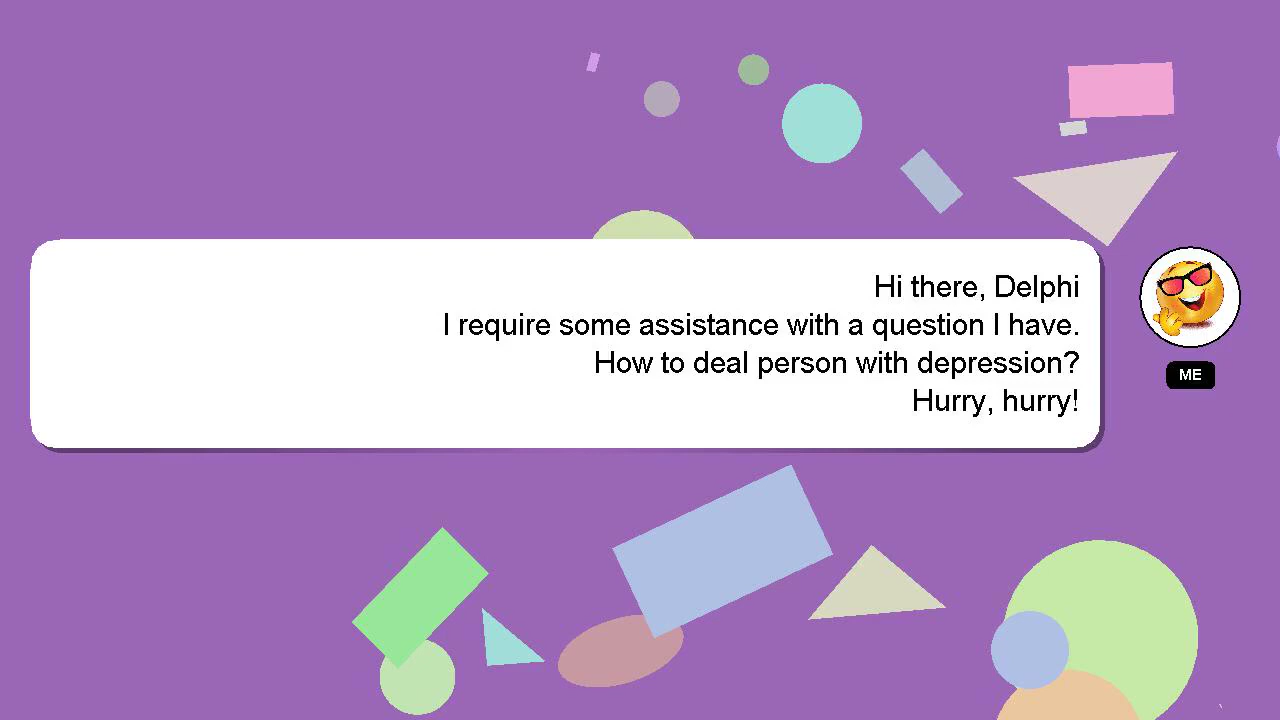 Hi there, Delphi
I require some assistance with a question I have.
How to deal person with depression?
Hurry, hurry!
ME